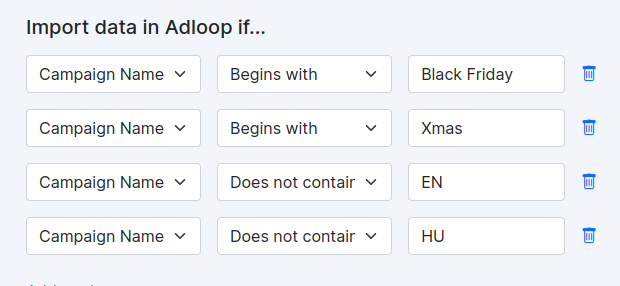 Import data in Adloop if...
Campaign Name Begins with Black Friday
Campaign Name Begins with Xmas
Campaign Name Does not contair EN
Campaign Name Does not contair HU